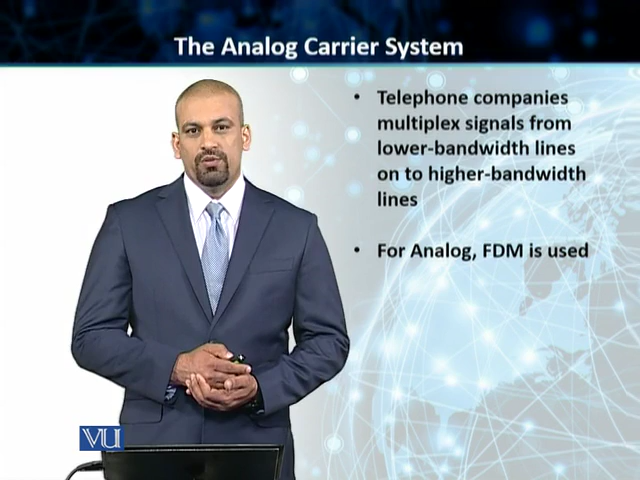 The Analog Carrier System
• Telephone companies
multiplex signals from
lower-bandwidth lines
on to higher-bandwidth
lines
• For Analog, FDM is used
VU